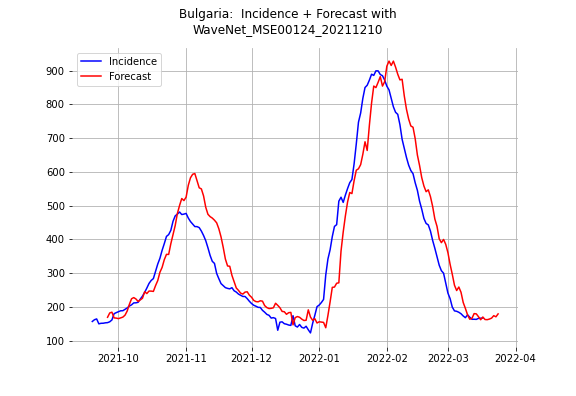 Bulgaria:  Incidence + Forecast with
WaveNet_MSE00124_20211210
Incidence
Forecast
900
800
700
600
500
400
300
200
100
2021-10 2021-11 2021-12 2022-01 2022-02 2022-03 2022-04